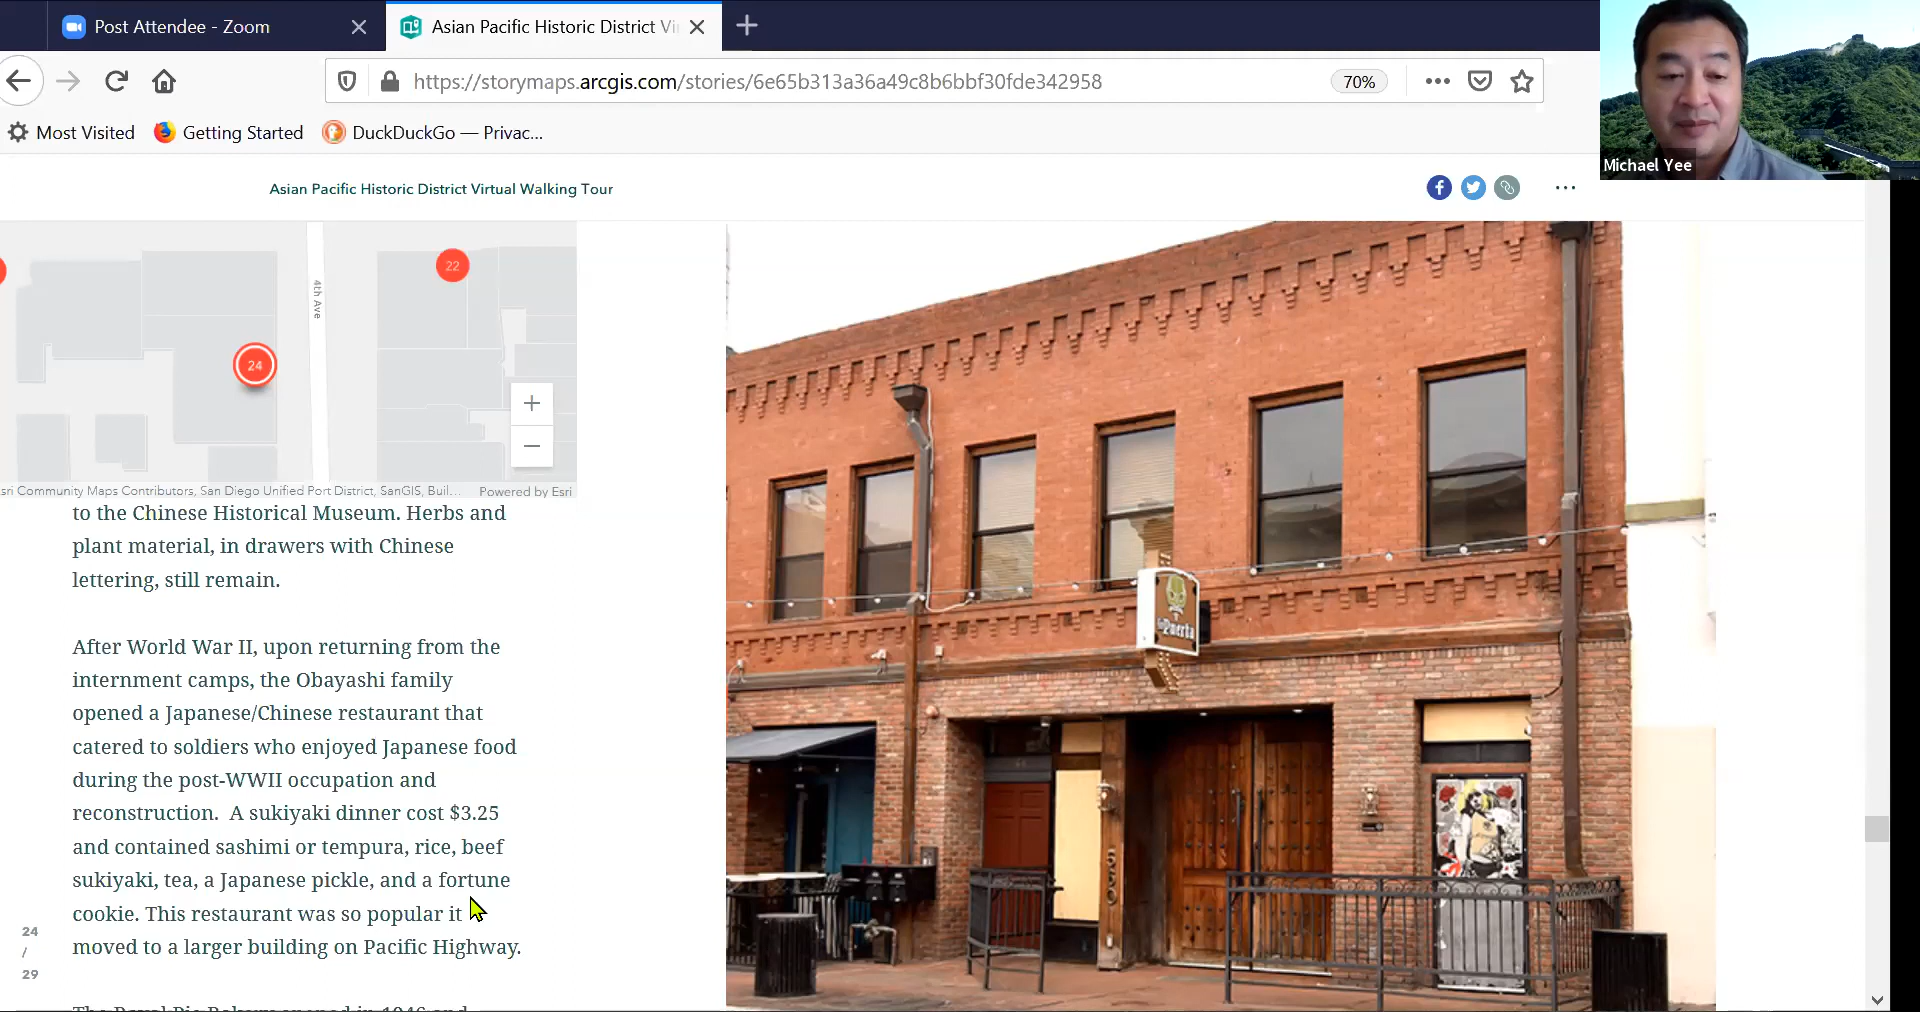 Post Attendee - Zoom
Asian Pacific Historic District Vi
https://storymaps.arcgis.com/stories/6e65b313a36a49c8b6bbf30fde342958
70%
Most Visited
Getting Started
DuckDuckGo — Privac...
Michael Yee
Asian Pacific Historic District Virtual Walking Tour
22
4th Ave
24
sri Community Maps Contributors, San Diego Unified Port District, SanGIS, Buil...
Powered by Esri
to the Chinese Historical Museum. Herbs and
plant material, in drawers with Chinese
lettering, still remain.
After World War II, upon returning from the
internment camps, the Obayashi family
opened a Japanese/Chinese restaurant that
catered to soldiers who enjoyed Japanese food
during the post-WWII occupation and
reconstruction. A sukiyaki dinner cost $3.25
and contained sashimi or tempura, rice, beef
sukiyaki, tea, a Japanese pickle, and a fortune
cookie. This restaurant was so popular it
moved to a larger building on Pacific Highway.
24
/
29
la Puerta